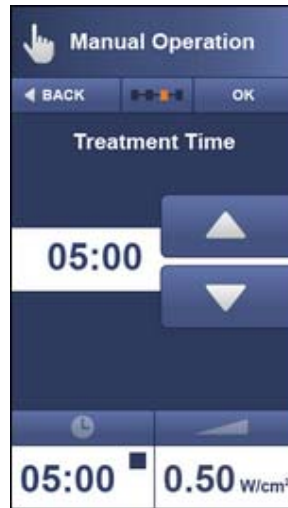 Manual Operation
BACK OK
Treatment Time
05:00
05:00 0.50 W/cm²